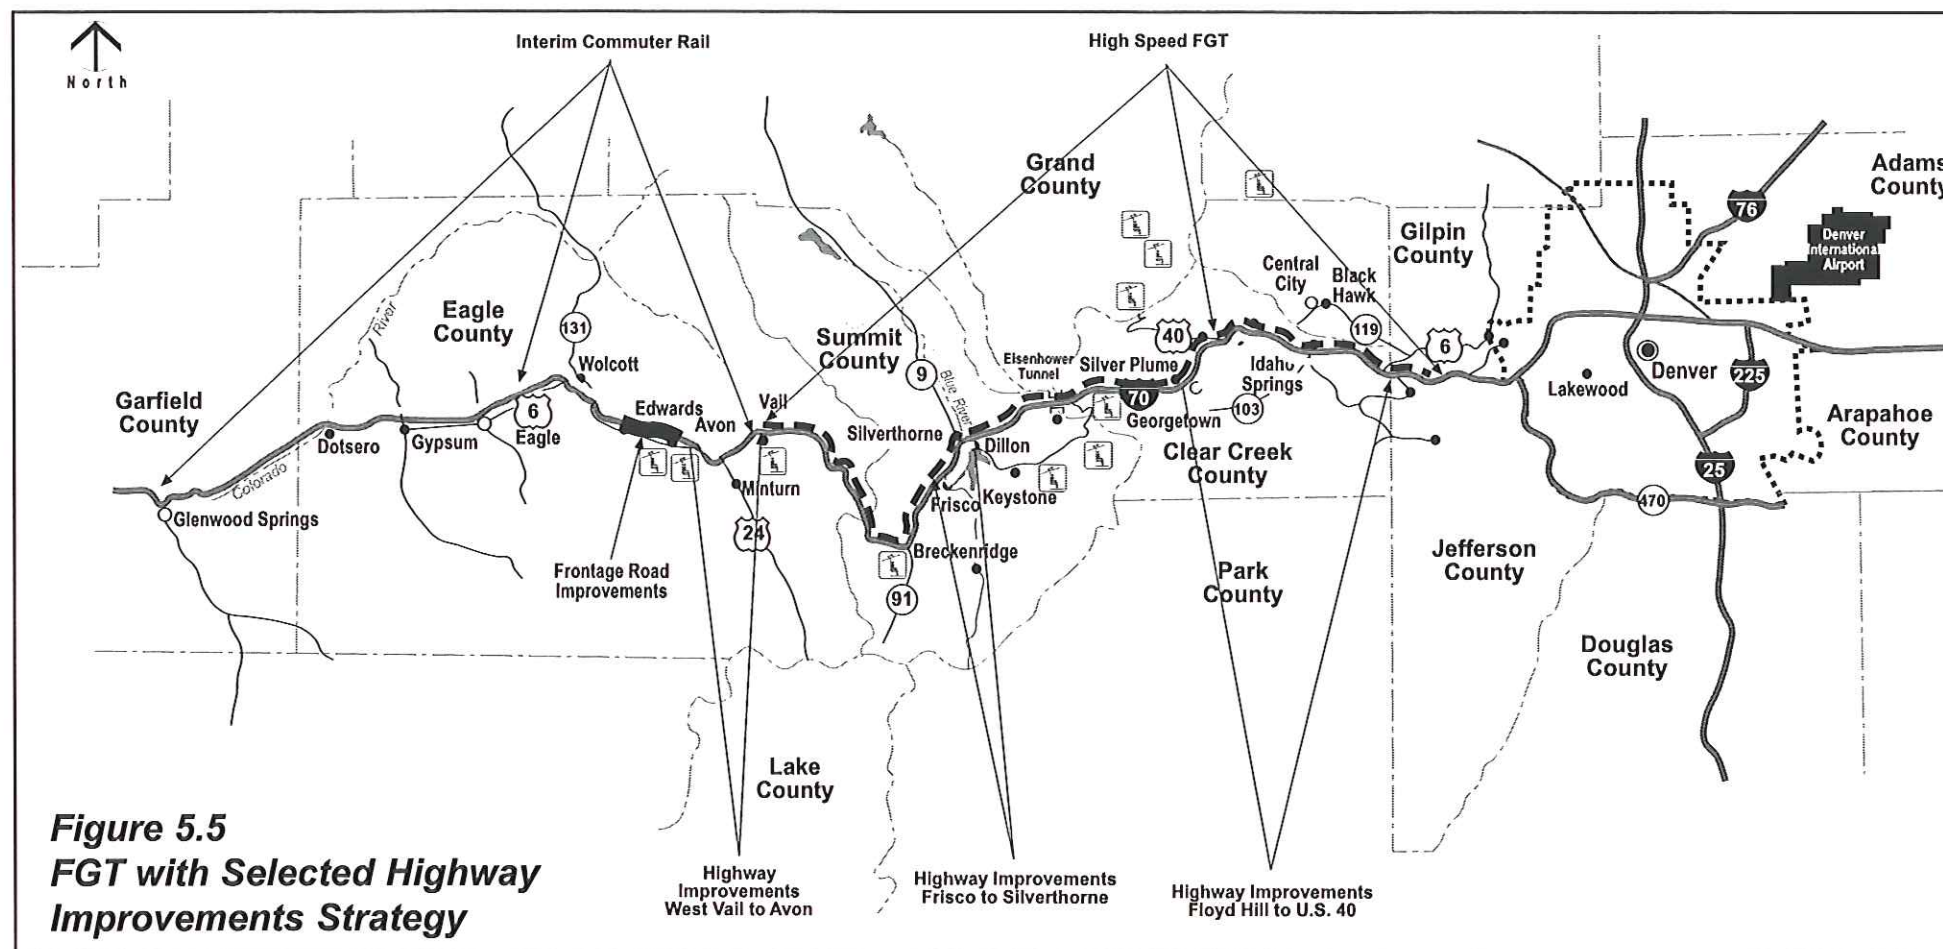 North
Interim Commuter Rail
High Speed FGT
Grand
County
Adams
County
76
Gilpin
County
Denver
International
Airport
Central
City
Black
Hawk
River
Eagle
County
131
Summit
County
40
119
6
Eisenhower
Tunnel
Silver Plume
Idaho
Springs
Wolcott
9
Blue River
Denver
Lakewood
225
Garfield
County
6
Edwards
Vail
Avon
70
103
Georgetown
Arapahoe
County
Dotsero
Gypsum
Eagle
Silverthorne
Dillon
Clear Creek
County
25
Colorado
Minturn
Keystone
Frisco
470
Glenwood Springs
24
Breckenridge
Jefferson
County
Frontage Road
Improvements
91
Park
County
Douglas
County
Lake
County
Figure 5.5
FGT with Selected Highway
Improvements Strategy
Highway
Improvements
West Vail to Avon
Highway Improvements
Frisco to Silverthorne
Highway Improvements
Floyd Hill to U.S. 40